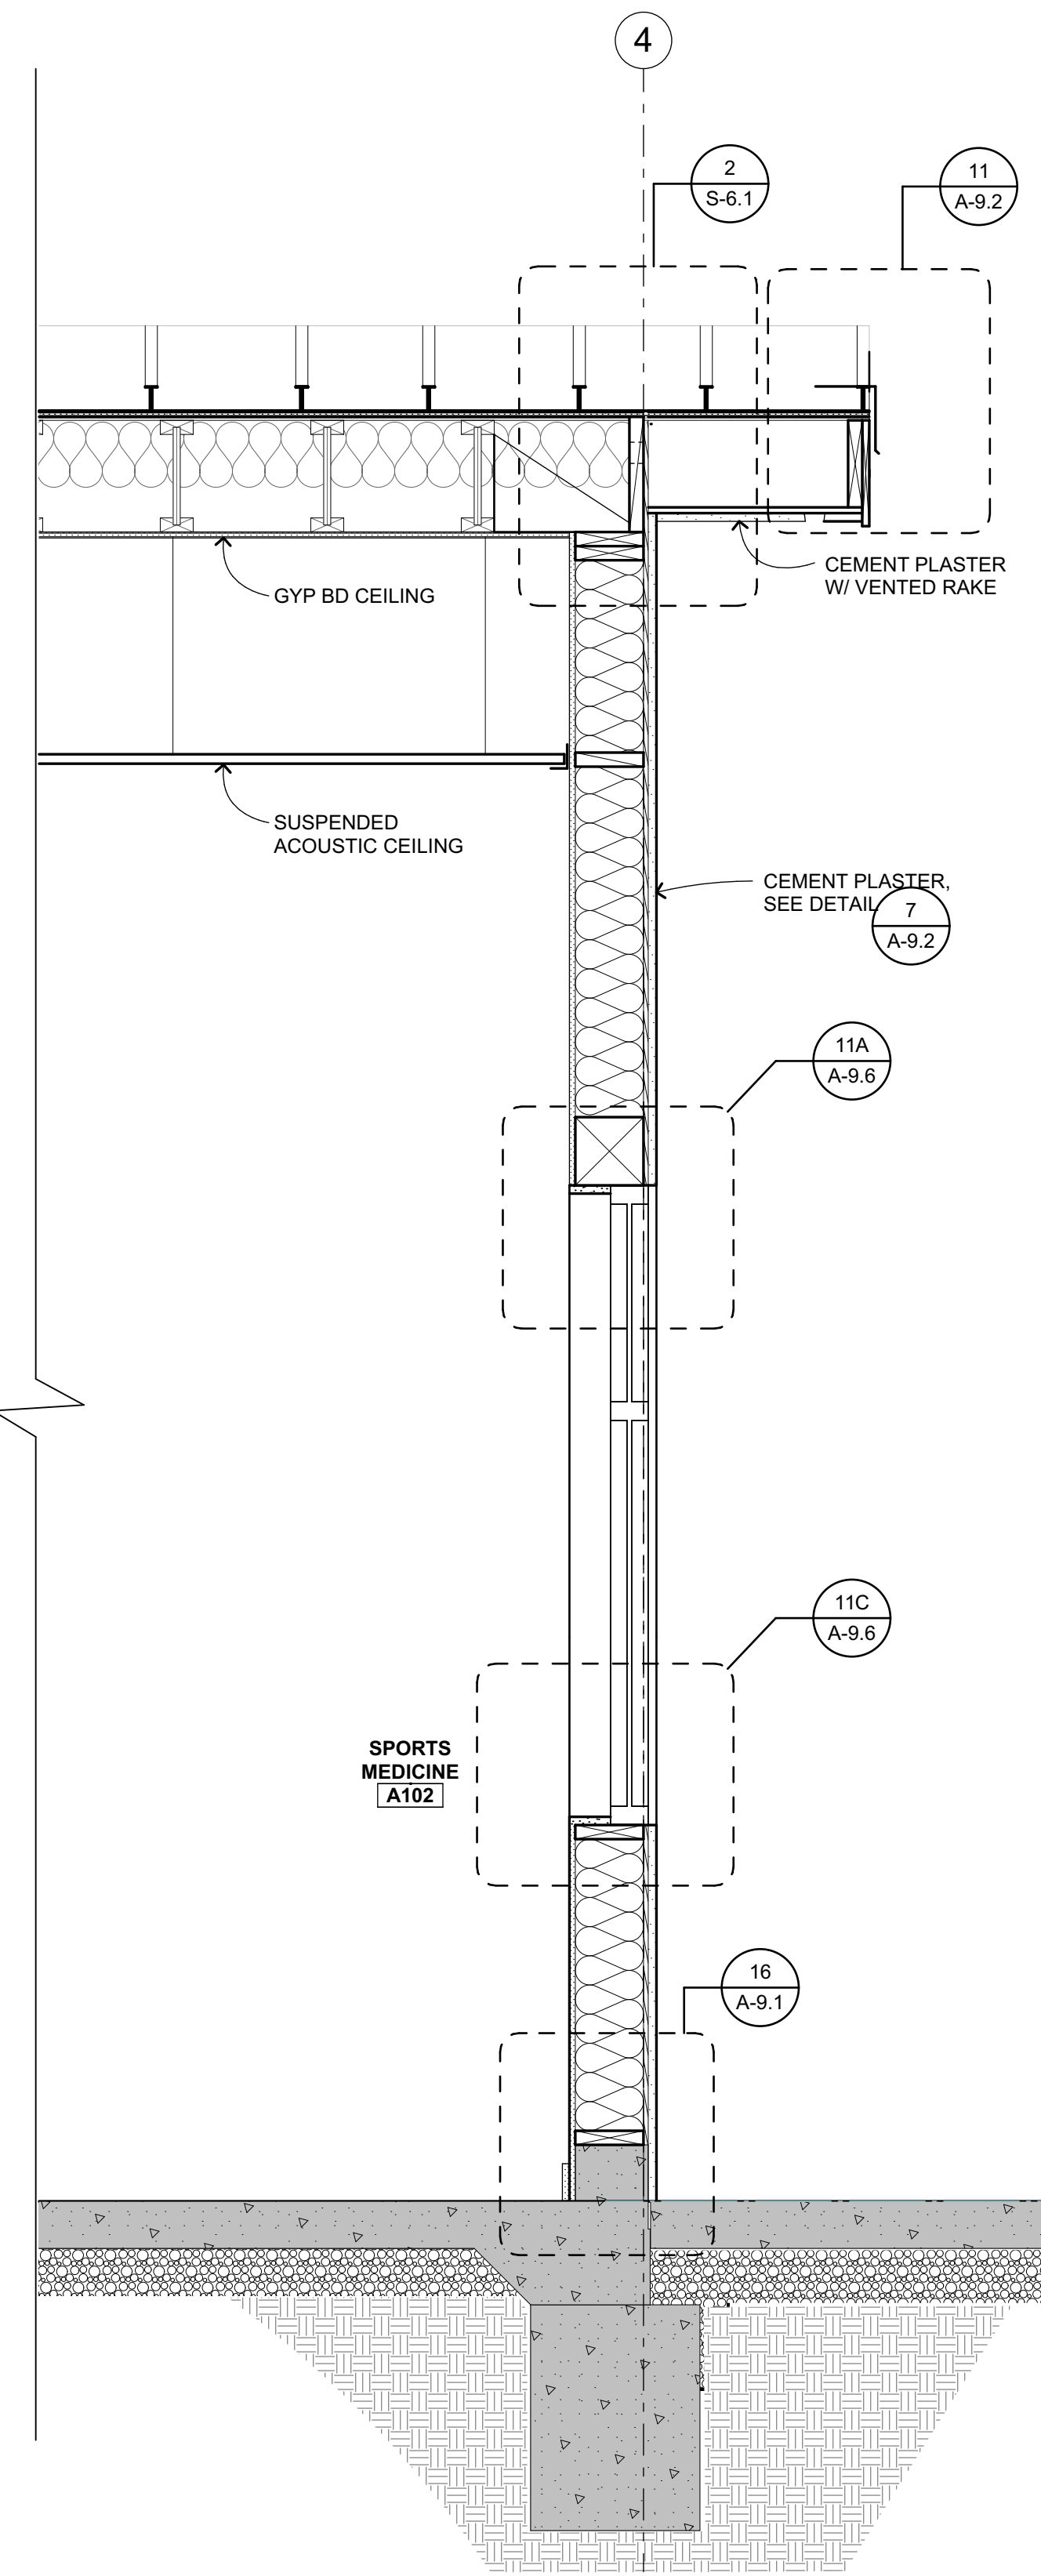 4
2
S-6.1
11
A-9.2
CEMENT PLASTER
W/ VENTED RAKE
GYP BD CEILING
SUSPENDED
ACOUSTIC CEILING
CEMENT PLASTER,
SEE DETAIL
7
A-9.2
11A
A-9.6
11C
A-9.6
SPORTS
MEDICINE
A102
16
A-9.1